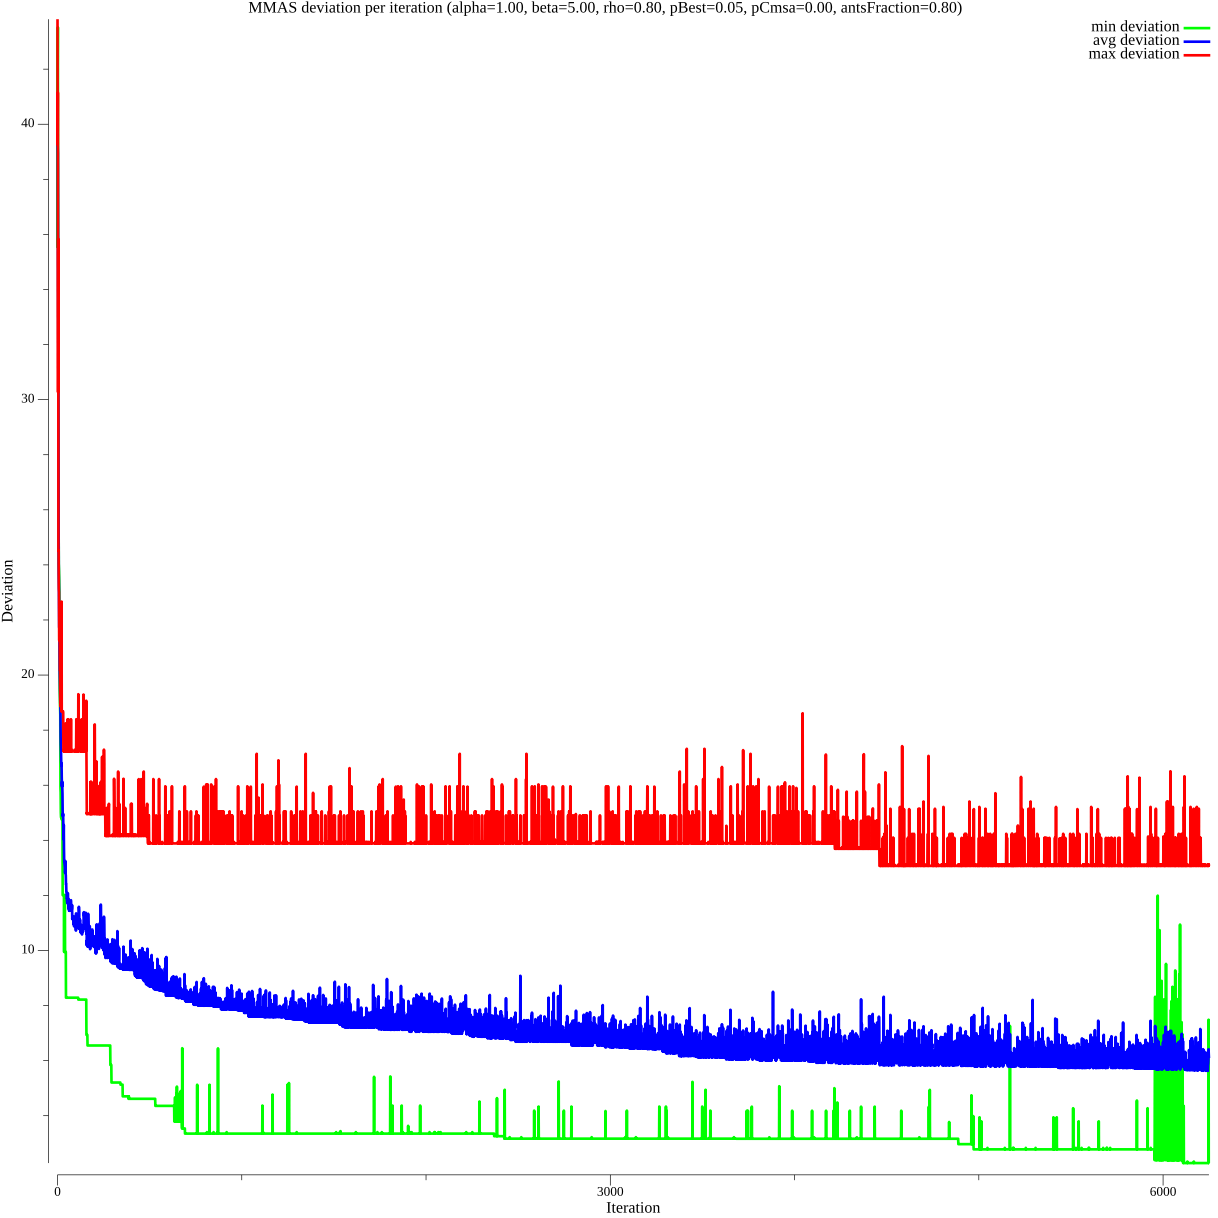 MMAS deviation per iteration (alpha=1.00, beta=5.00, rho=0.80, pBest=0.05, pCmsa=0.00, antsFraction=0.80)
min deviation
avg deviation
max deviation
40
30
20
10
Deviation
0
3000
6000
Iteration